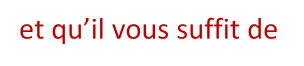 et qu’il vous suffit de